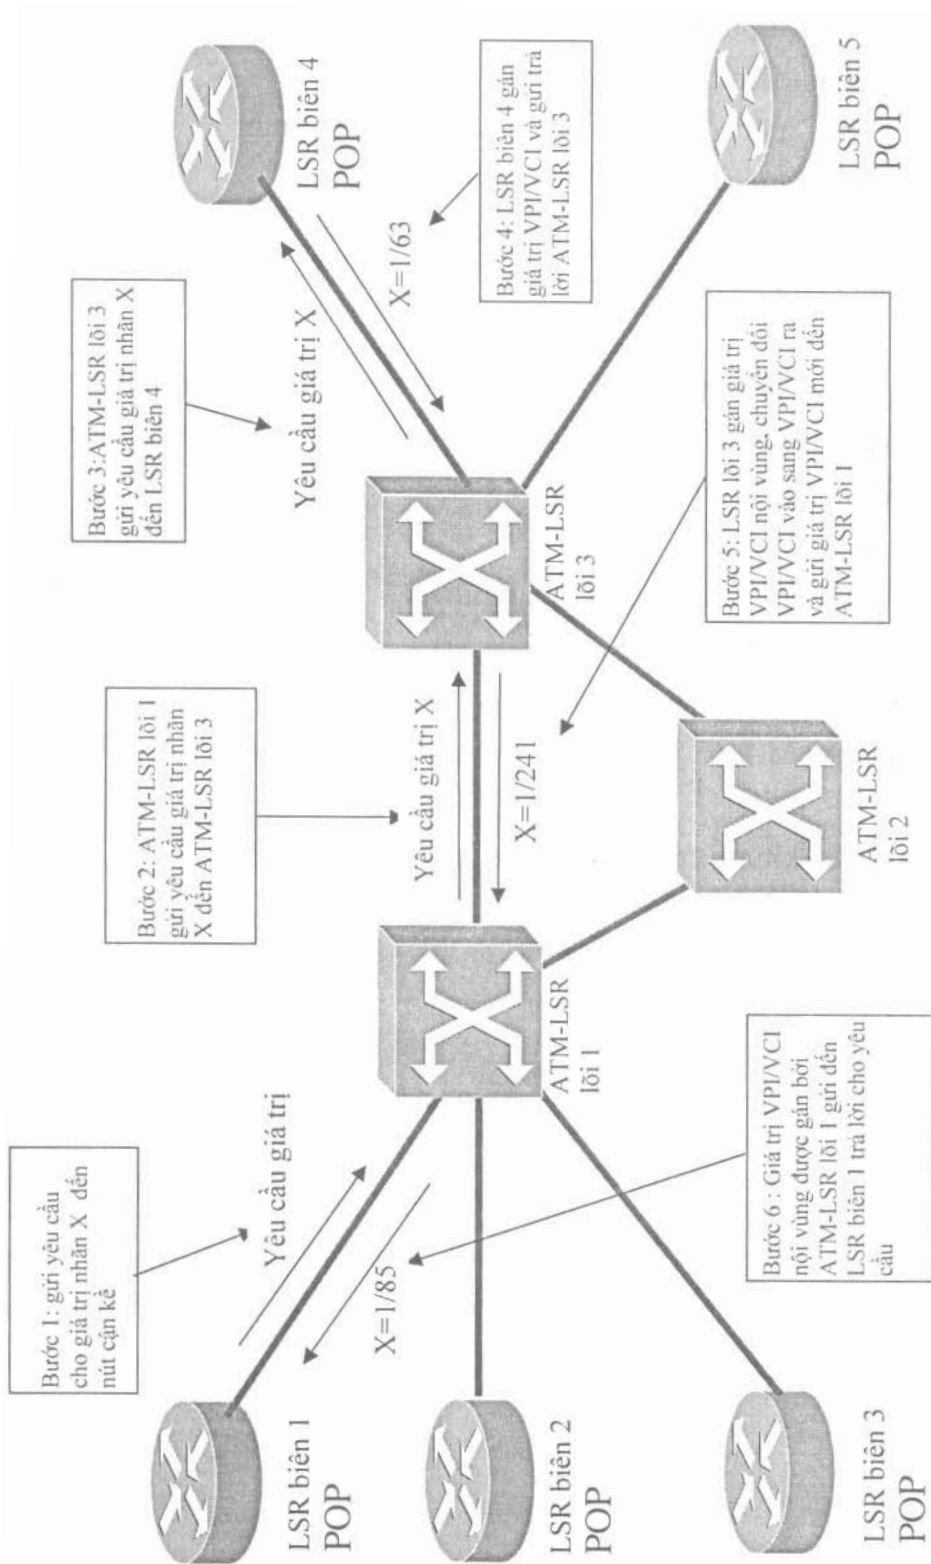 Bước 1: gửi yêu cầu
cho giá trị nhãn X đến
nút cận kề
Bước 2: ATM-LSR lõi 1
gửi yêu cầu giá trị nhãn
X đến ATM-LSR lõi 3
Bước 3:ATM-LSR lõi 3
gửi yêu cầu giá trị nhãn X
đến LSR biên 4
Yêu cầu giá trị
Yêu cầu giá trị X
Yêu cầu giá trị X
X=1/85
X=1/241
X=1/63
LSR biên 1
POP
LSR biên 2
POP
LSR biên 3
POP
ATM-LSR
lõi 1
ATM-LSR
lõi 2
ATM-LSR
lõi 3
LSR biên 4
POP
LSR biên 5
POP
Bước 4: LSR biên 4 gán
giá trị VPI/VCI và gửi trả
lời ATM-LSR lõi 3
Bước 5: LSR lõi 3 gán giá trị
VPI/VCI nội vùng, chuyển đổi
VPI/VCI vào sang VPI/VCI ra
và gửi giá trị VPI/VCI mới đến
ATM-LSR lõi 1
Bước 6 : Giá trị VPI/VCI
nội vùng được gán bởi
ATM-LSR lõi 1 gửi đến
LSR biên 1 trả lời cho yêu
cầu